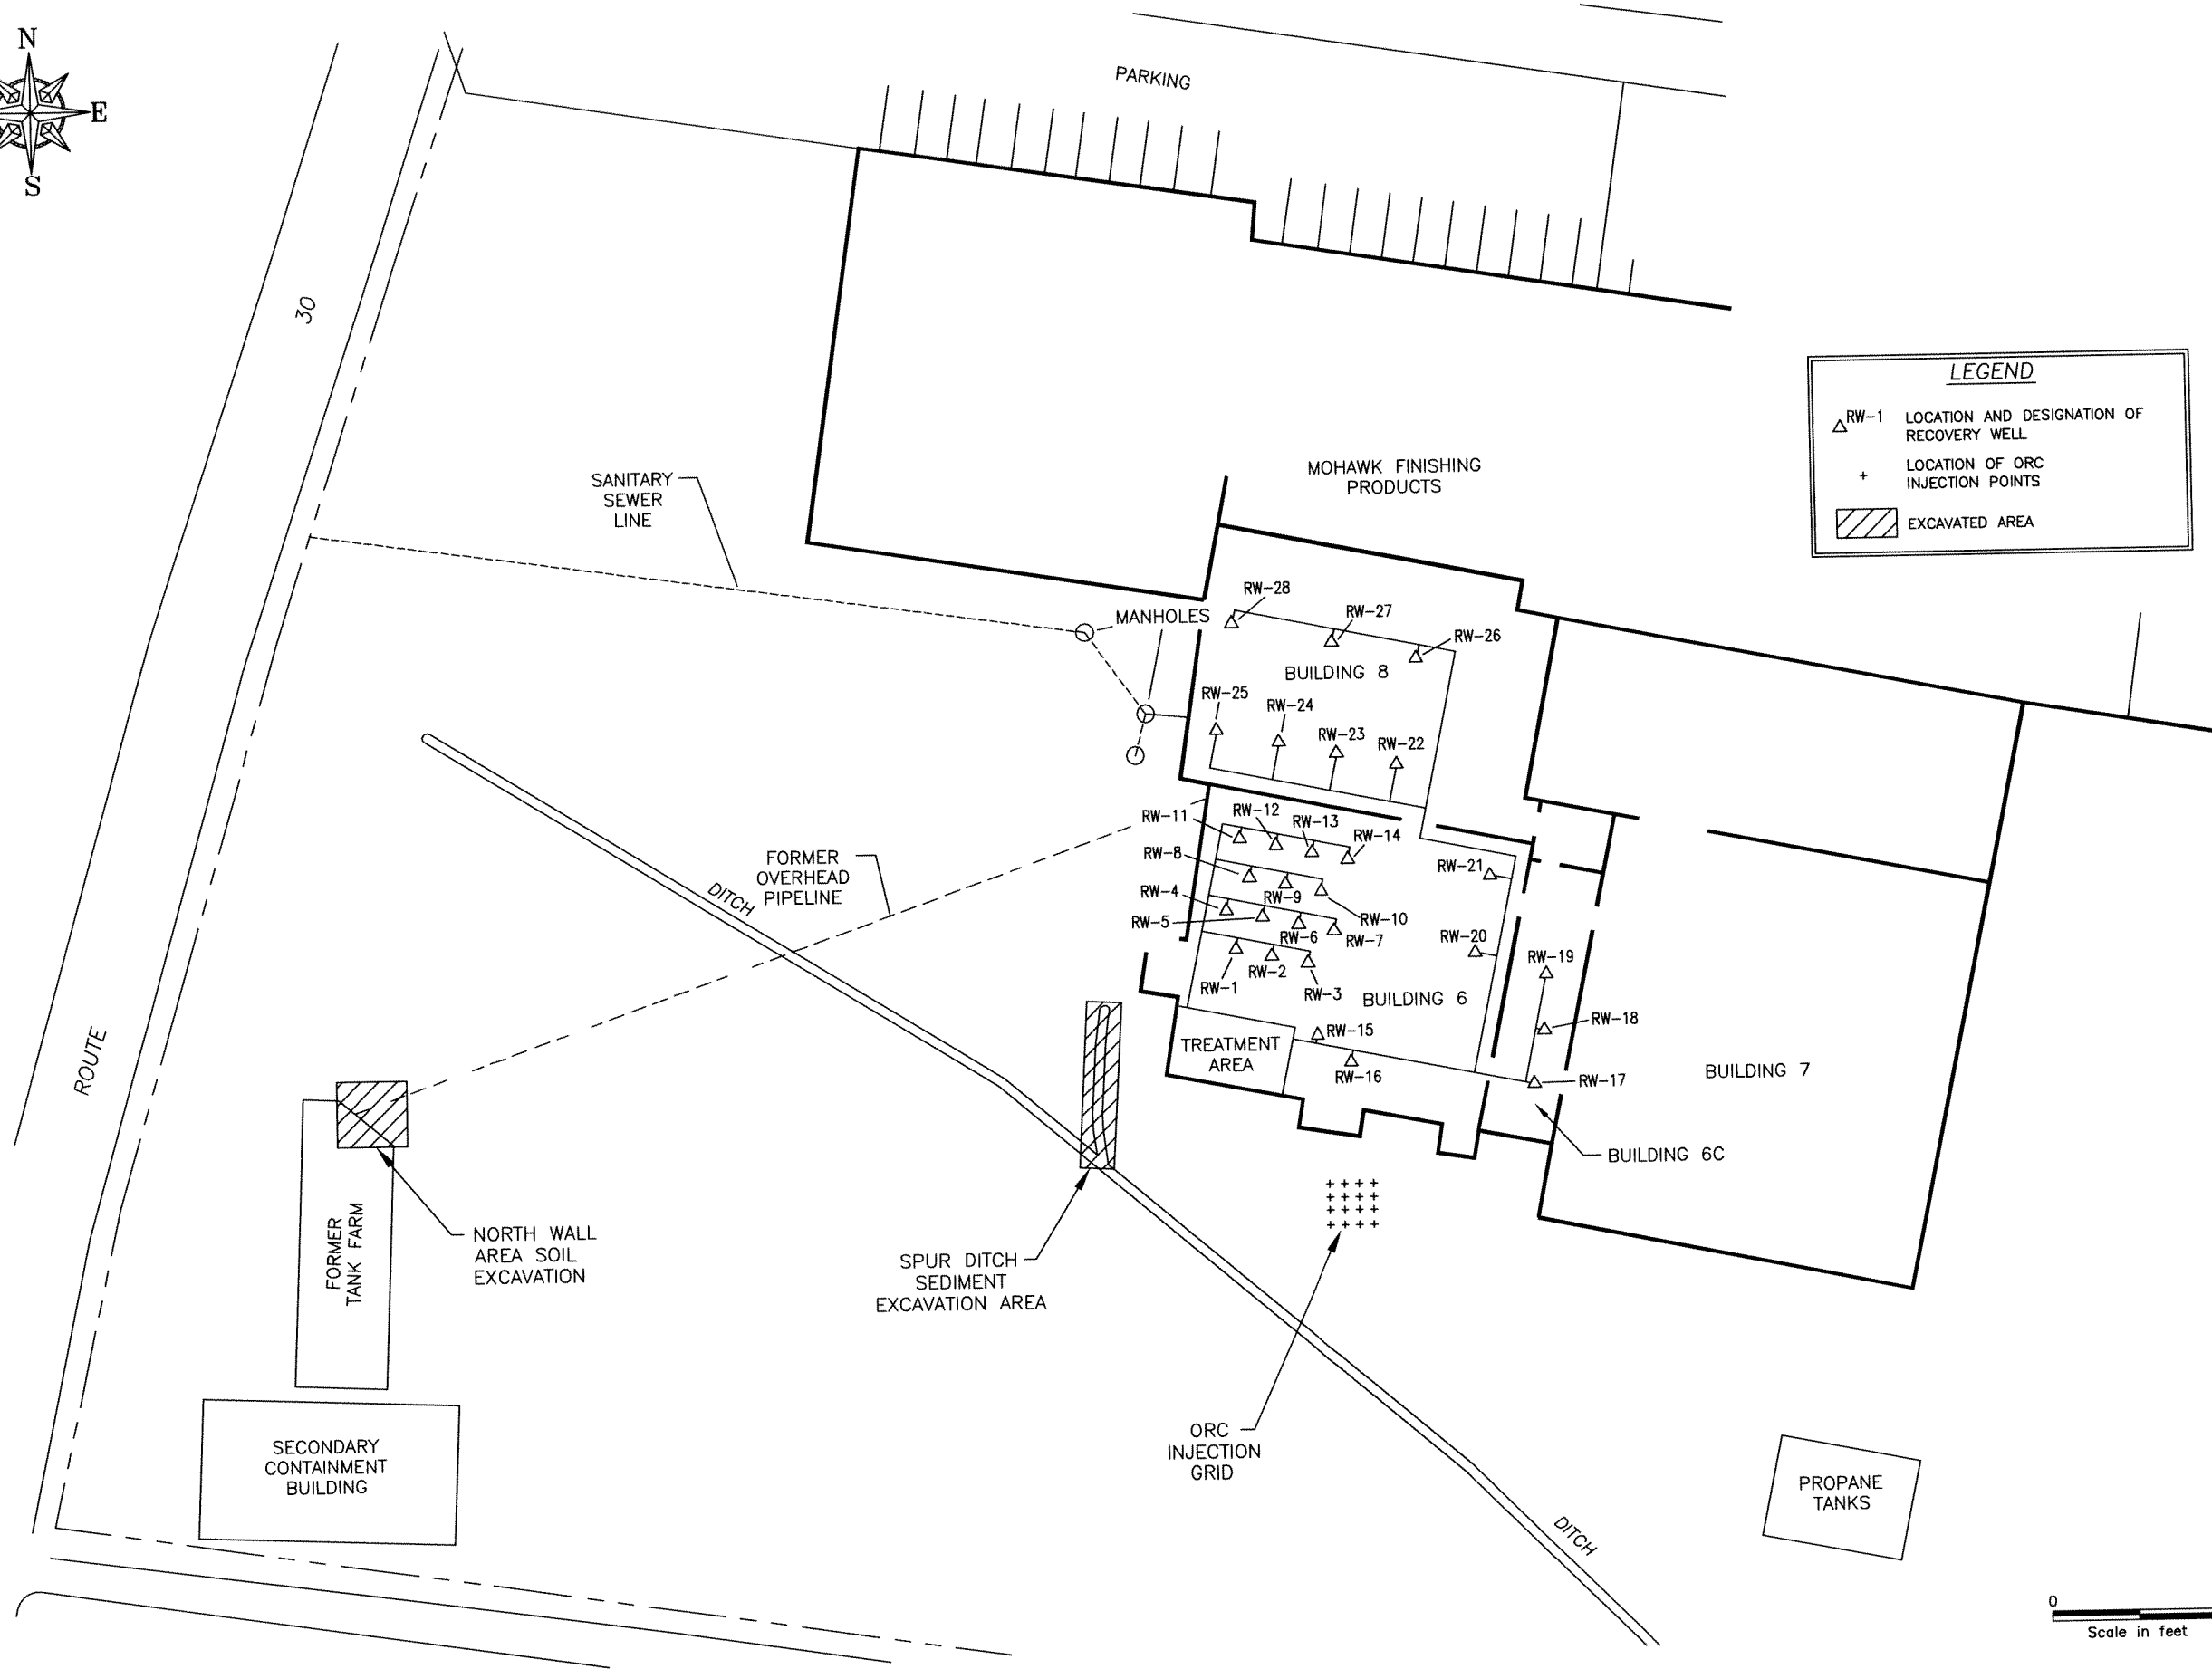 N
E
S
PARKING
30
LEGEND
RW-1 LOCATION AND DESIGNATION OF
RECOVERY WELL
+ LOCATION OF ORC
INJECTION POINTS
EXCAVATED AREA
MOHAWK FINISHING
PRODUCTS
SANITARY
SEWER
LINE
MANHOLES
RW-28
RW-27
RW-26
BUILDING 8
RW-25
RW-24
RW-23
RW-22
RW-11
RW-12
RW-13
RW-14
RW-8
RW-21
RW-4
RW-9
RW-5
RW-10
RW-6
RW-7
RW-20
RW-19
RW-2
RW-1
RW-3
BUILDING 6
RW-18
RW-15
TREATMENT
AREA
RW-16
RW-17
BUILDING 7
BUILDING 6C
FORMER
OVERHEAD
PIPELINE
DITCH
ROUTE
NORTH WALL
AREA SOIL
EXCAVATION
FORMER
TANK FARM
SPUR DITCH
SEDIMENT
EXCAVATION AREA
ORC
INJECTION
GRID
SECONDARY
CONTAINMENT
BUILDING
DITCH
PROPANE
TANKS
0
Scale in feet